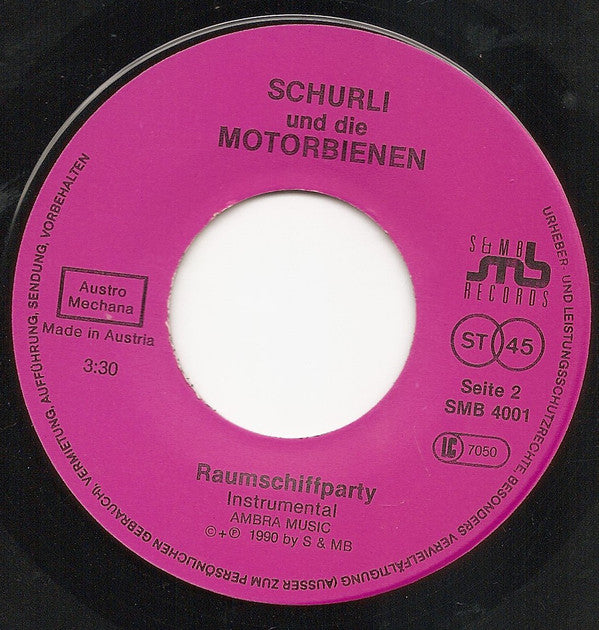 SCHURLI
und die
MOTORBIENEN
Austro
Mechana
Made in Austria
3:30
S & M B
smb
RECORDS
ST 45
Seite 2
SMB 4001
LC 7050
Raumschiffparty
Instrumental
AMBRA MUSIC
©+℗ 1990 by S & MB
URHEBER- UND LEISTUNGSSCHUTZRECHTE, BESONDERS VERVIELFÄLTIGUNG (AUSSER ZUM PERSÖNLICHEN GEBRAUCH), VERMIETUNG, AUFFÜHRUNG, SENDUNG, VORBEHALTEN